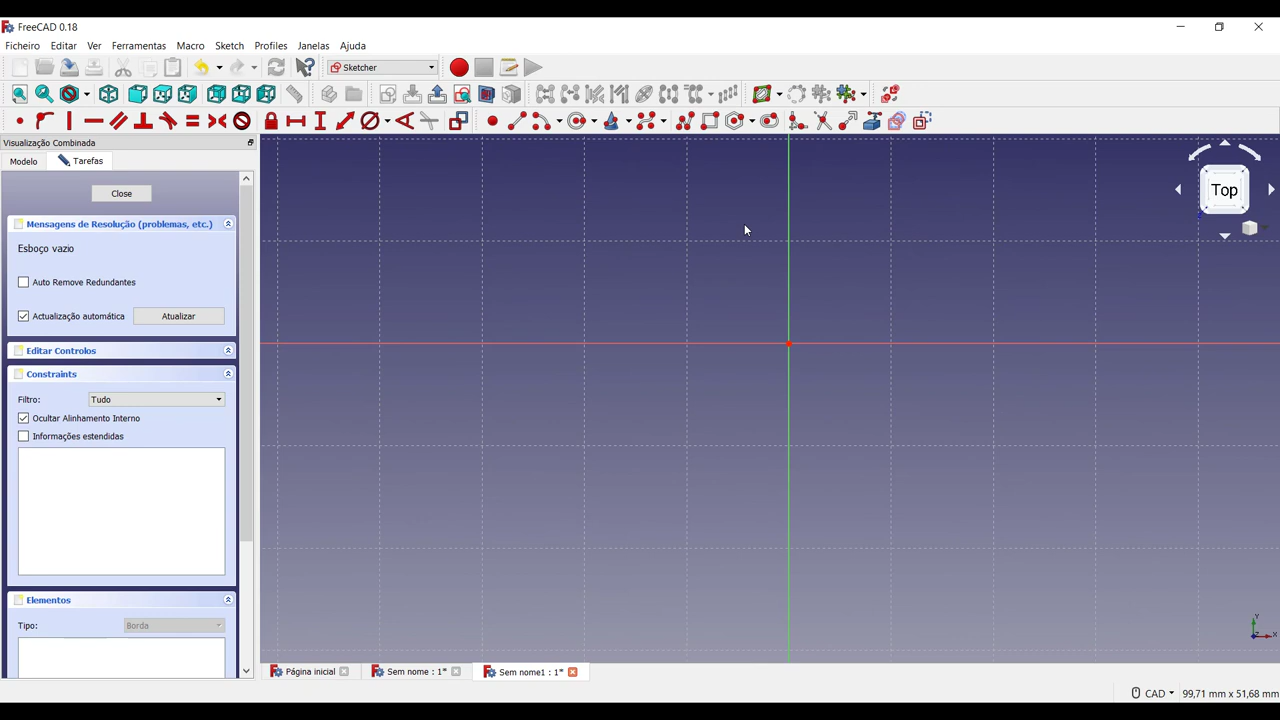 FreeCAD 0.18
Ficheiro Editar Ver Ferramentas Macro Sketch Profiles Janelas Ajuda
Sketcher
Visualização Combinada
Modelo Tarefas
Close
Mensagens de Resolução (problemas, etc.)
Esboço vazio
Auto Remove Redundantes
Actualização automática Atualizar
Editar Controlos
Constraints
Filtro: Tudo
Ocultar Alinhamento Interno
Informações estendidas
Elementos
Tipo: Borda
Top
Y
Z X
Página inicial Sem nome : 1* Sem nome1 : 1*
CAD 99,71 mm x 51,68 mm